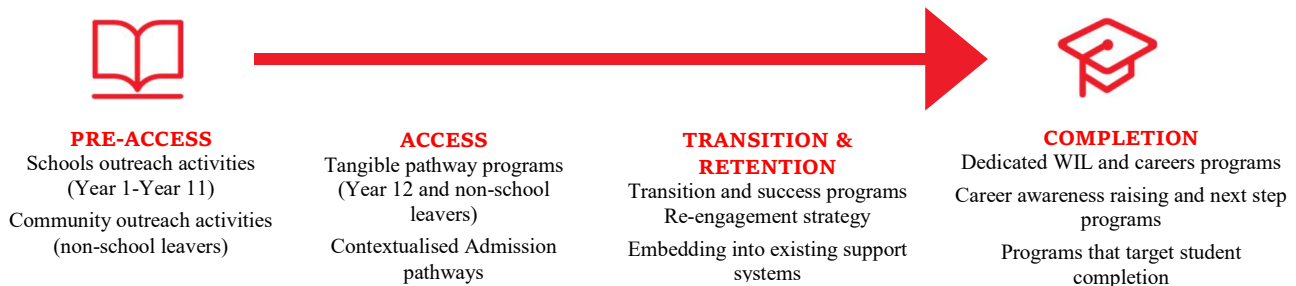 PRE-ACCESS
Schools outreach activities
(Year 1-Year 11)
Community outreach activities
(non-school leavers)
ACCESS
Tangible pathway programs
(Year 12 and non-school
leavers)
Contextualised Admission
pathways
TRANSITION &
RETENTION
Transition and success programs
Re-engagement strategy
Embedding into existing support
systems
COMPLETION
Dedicated WIL and careers programs
Career awareness raising and next step
programs
Programs that target student
completion